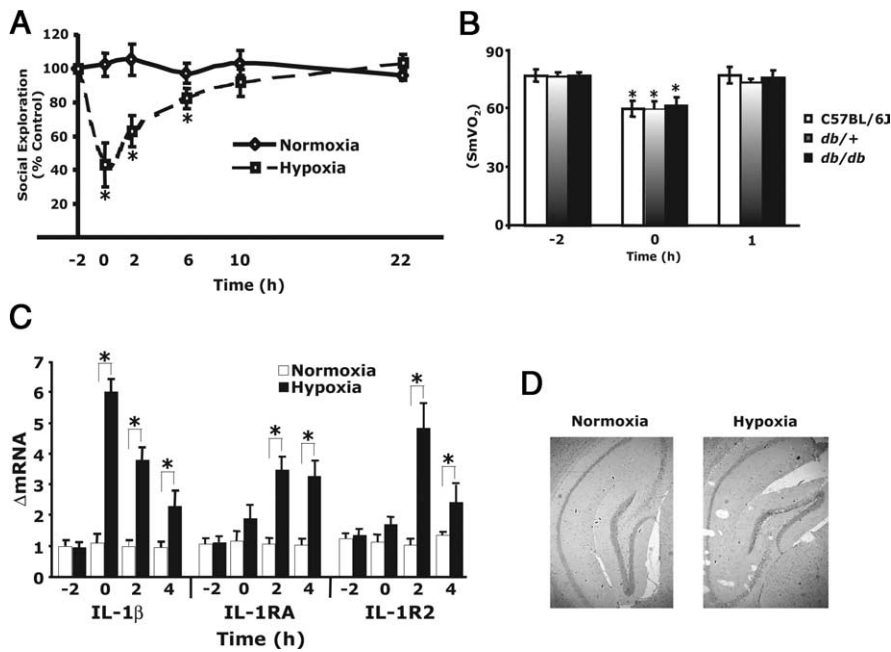 A
Social Exploration
(% Control)
120
100
80
60
40
20
*
*
*
Normoxia
Hypoxia
-2 0 2 6 10 22
Time (h)
B
(SmVO₂)
90
60
30
0
* * *
C57BL/6J
db/+
db/db
-2 0 1
Time (h)
C
ΔmRNA
7
6
5
4
3
2
1
0
* * *
* *
* *
Normoxia
Hypoxia
-2 0 2 4 -2 0 2 4 -2 0 2 4
IL-1β IL-1RA IL-1R2
Time (h)
D
Normoxia Hypoxia